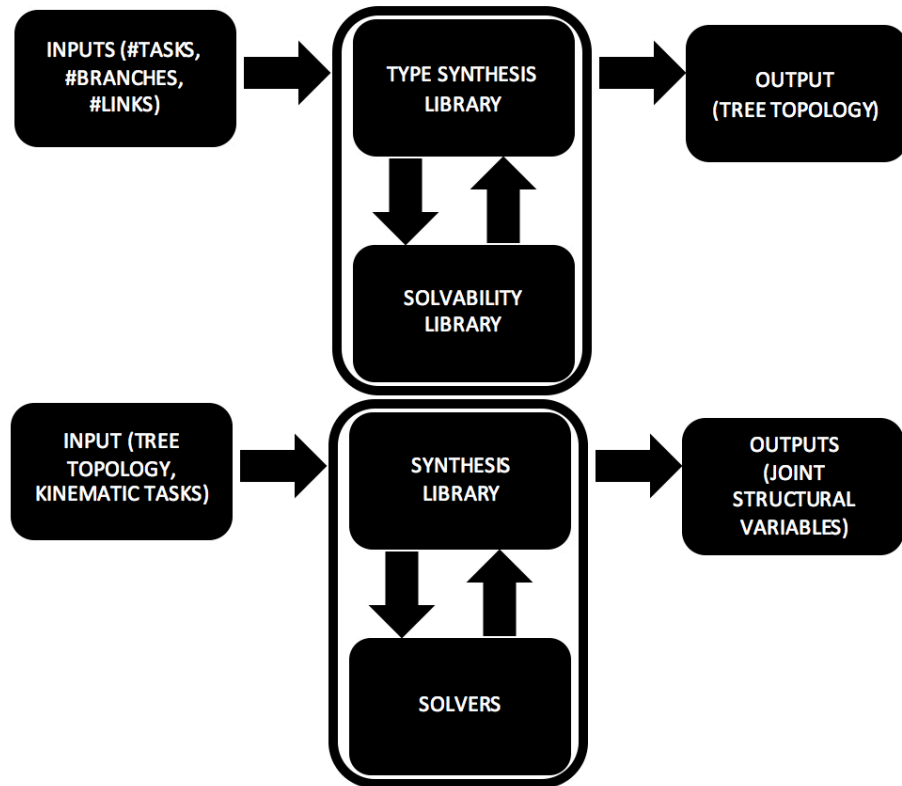 INPUTS (#TASKS,
#BRANCHES,
#LINKS)
TYPE SYNTHESIS
LIBRARY
OUTPUT
(TREE TOPOLOGY)
SOLVABILITY
LIBRARY
INPUT (TREE
TOPOLOGY,
KINEMATIC TASKS)
SYNTHESIS
LIBRARY
OUTPUTS
(JOINT
STRUCTURAL
VARIABLES)
SOLVERS